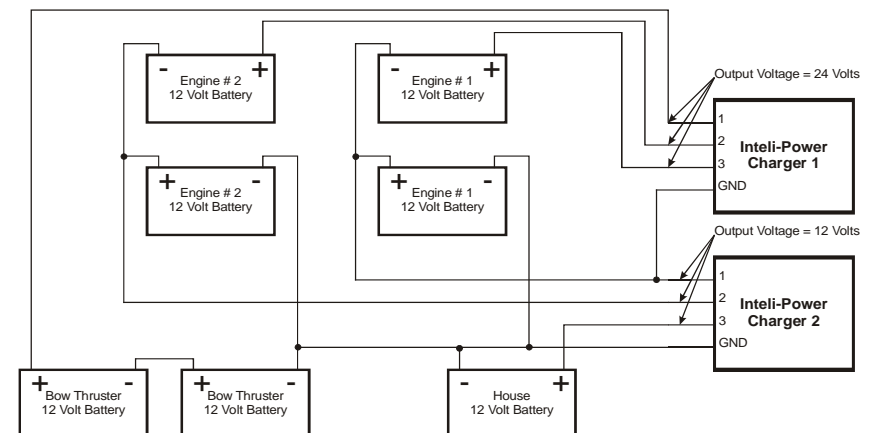 - +
Engine # 2
12 Volt Battery
- +
Engine # 1
12 Volt Battery
Output Voltage = 24 Volts
1
2
3
GND
Inteli-Power
Charger 1
+ -
Engine # 2
12 Volt Battery
+ -
Engine # 1
12 Volt Battery
Output Voltage = 12 Volts
1
2
3
GND
Inteli-Power
Charger 2
+ -
Bow Thruster
12 Volt Battery
+ -
Bow Thruster
12 Volt Battery
- +
House
12 Volt Battery